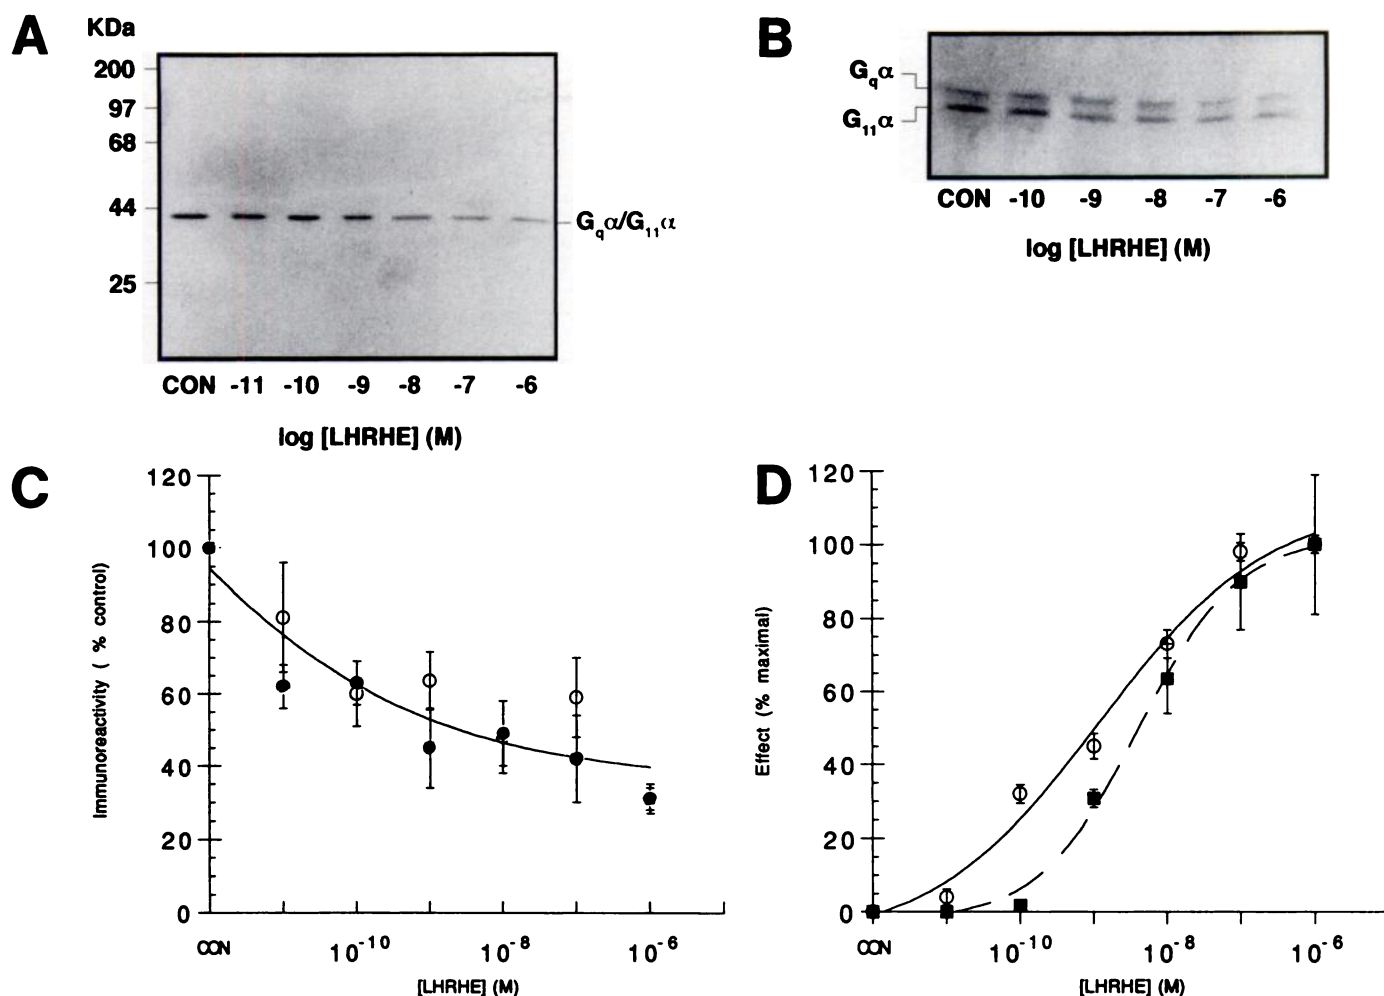 A
KDa
200
97
68
44
25
Gqα/G11α
CON -11 -10 -9 -8 -7 -6
log [LHRHE] (M)
B
Gqα
G11α
CON -10 -9 -8 -7 -6
log [LHRHE] (M)
C
Immunoreactivity ( % control)
120
100
80
60
40
20
0
CON 10-10 10-8 10-6
[LHRHE] (M)
D
Effect (% maximal)
120
100
80
60
40
20
0
CON 10-10 10-8 10-6
[LHRHE] (M)